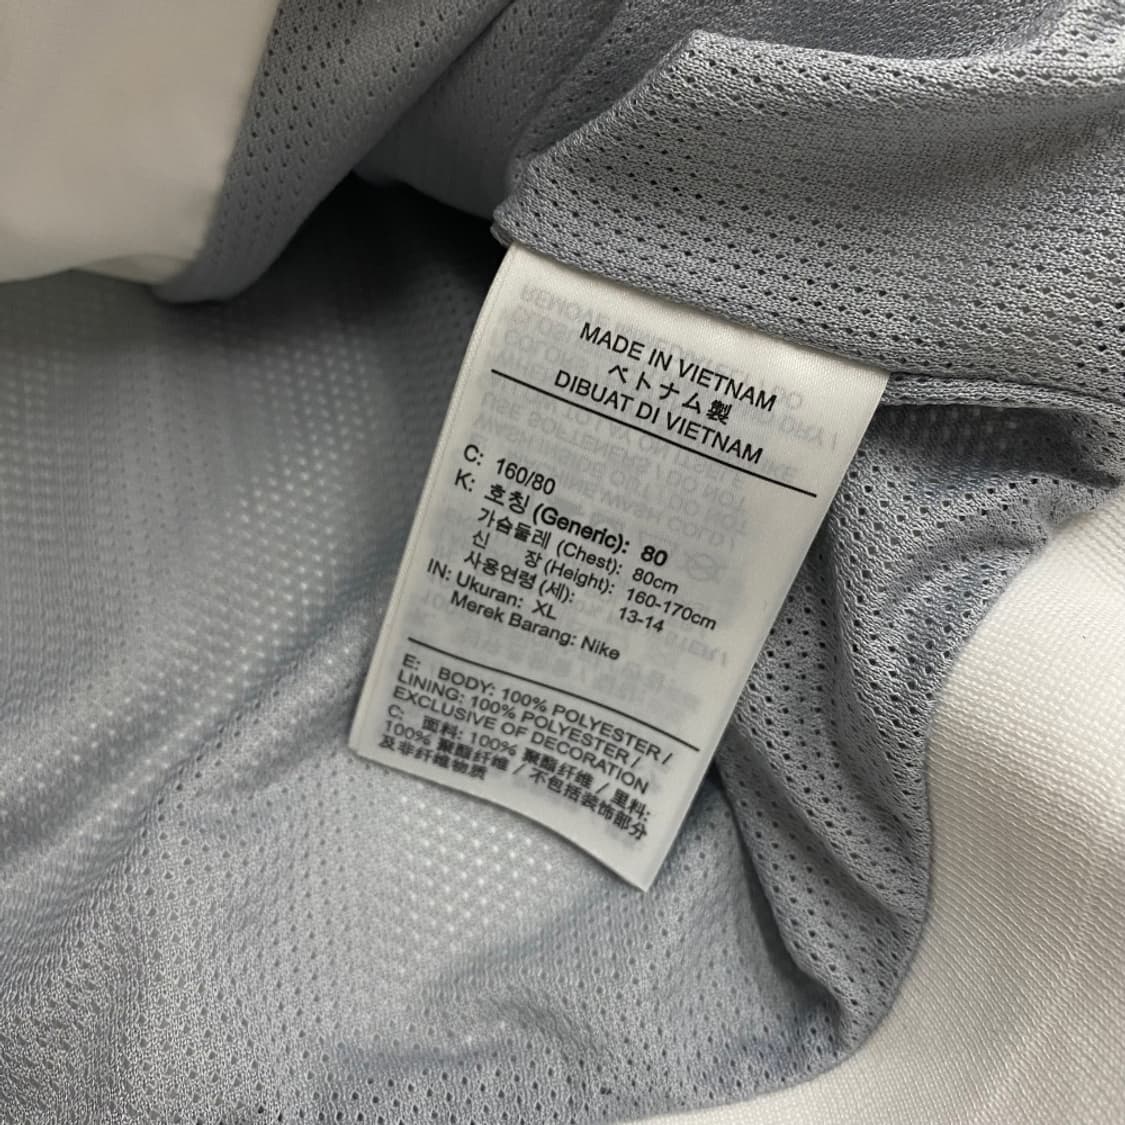 MADE IN VIETNAM
ベトナム製
DIBUAT DI VIETNAM
C: 160/80
K: 호칭 (Generic): 80
가슴둘레 (Chest): 80cm
신 장 (Height): 160-170cm
사용연령 (세): 13-14
IN: Ukuran: XL
Merek Barang: Nike
E: BODY: 100% POLYESTER /
LINING: 100% POLYESTER /
EXCLUSIVE OF DECORATION
C: 面料: 100% 聚酯纤维 / 里料:
100% 聚酯纤维 / 不包括装饰部分
及非纤维物质